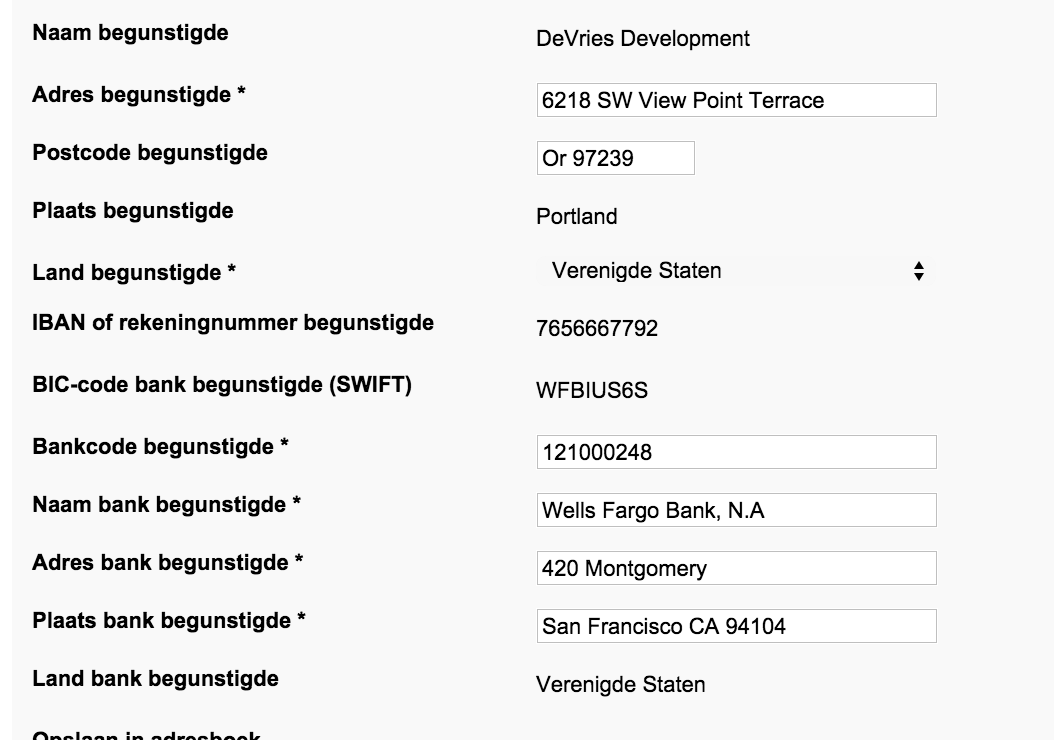 Naam begunstigde DeVries Development
Adres begunstigde * 6218 SW View Point Terrace
Postcode begunstigde Or 97239
Plaats begunstigde Portland
Land begunstigde * Verenigde Staten
IBAN of rekeningnummer begunstigde 7656667792
BIC-code bank begunstigde (SWIFT) WFBIUS6S
Bankcode begunstigde * 121000248
Naam bank begunstigde * Wells Fargo Bank, N.A
Adres bank begunstigde * 420 Montgomery
Plaats bank begunstigde * San Francisco CA 94104
Land bank begunstigde Verenigde Staten
Opslaan in adresboek